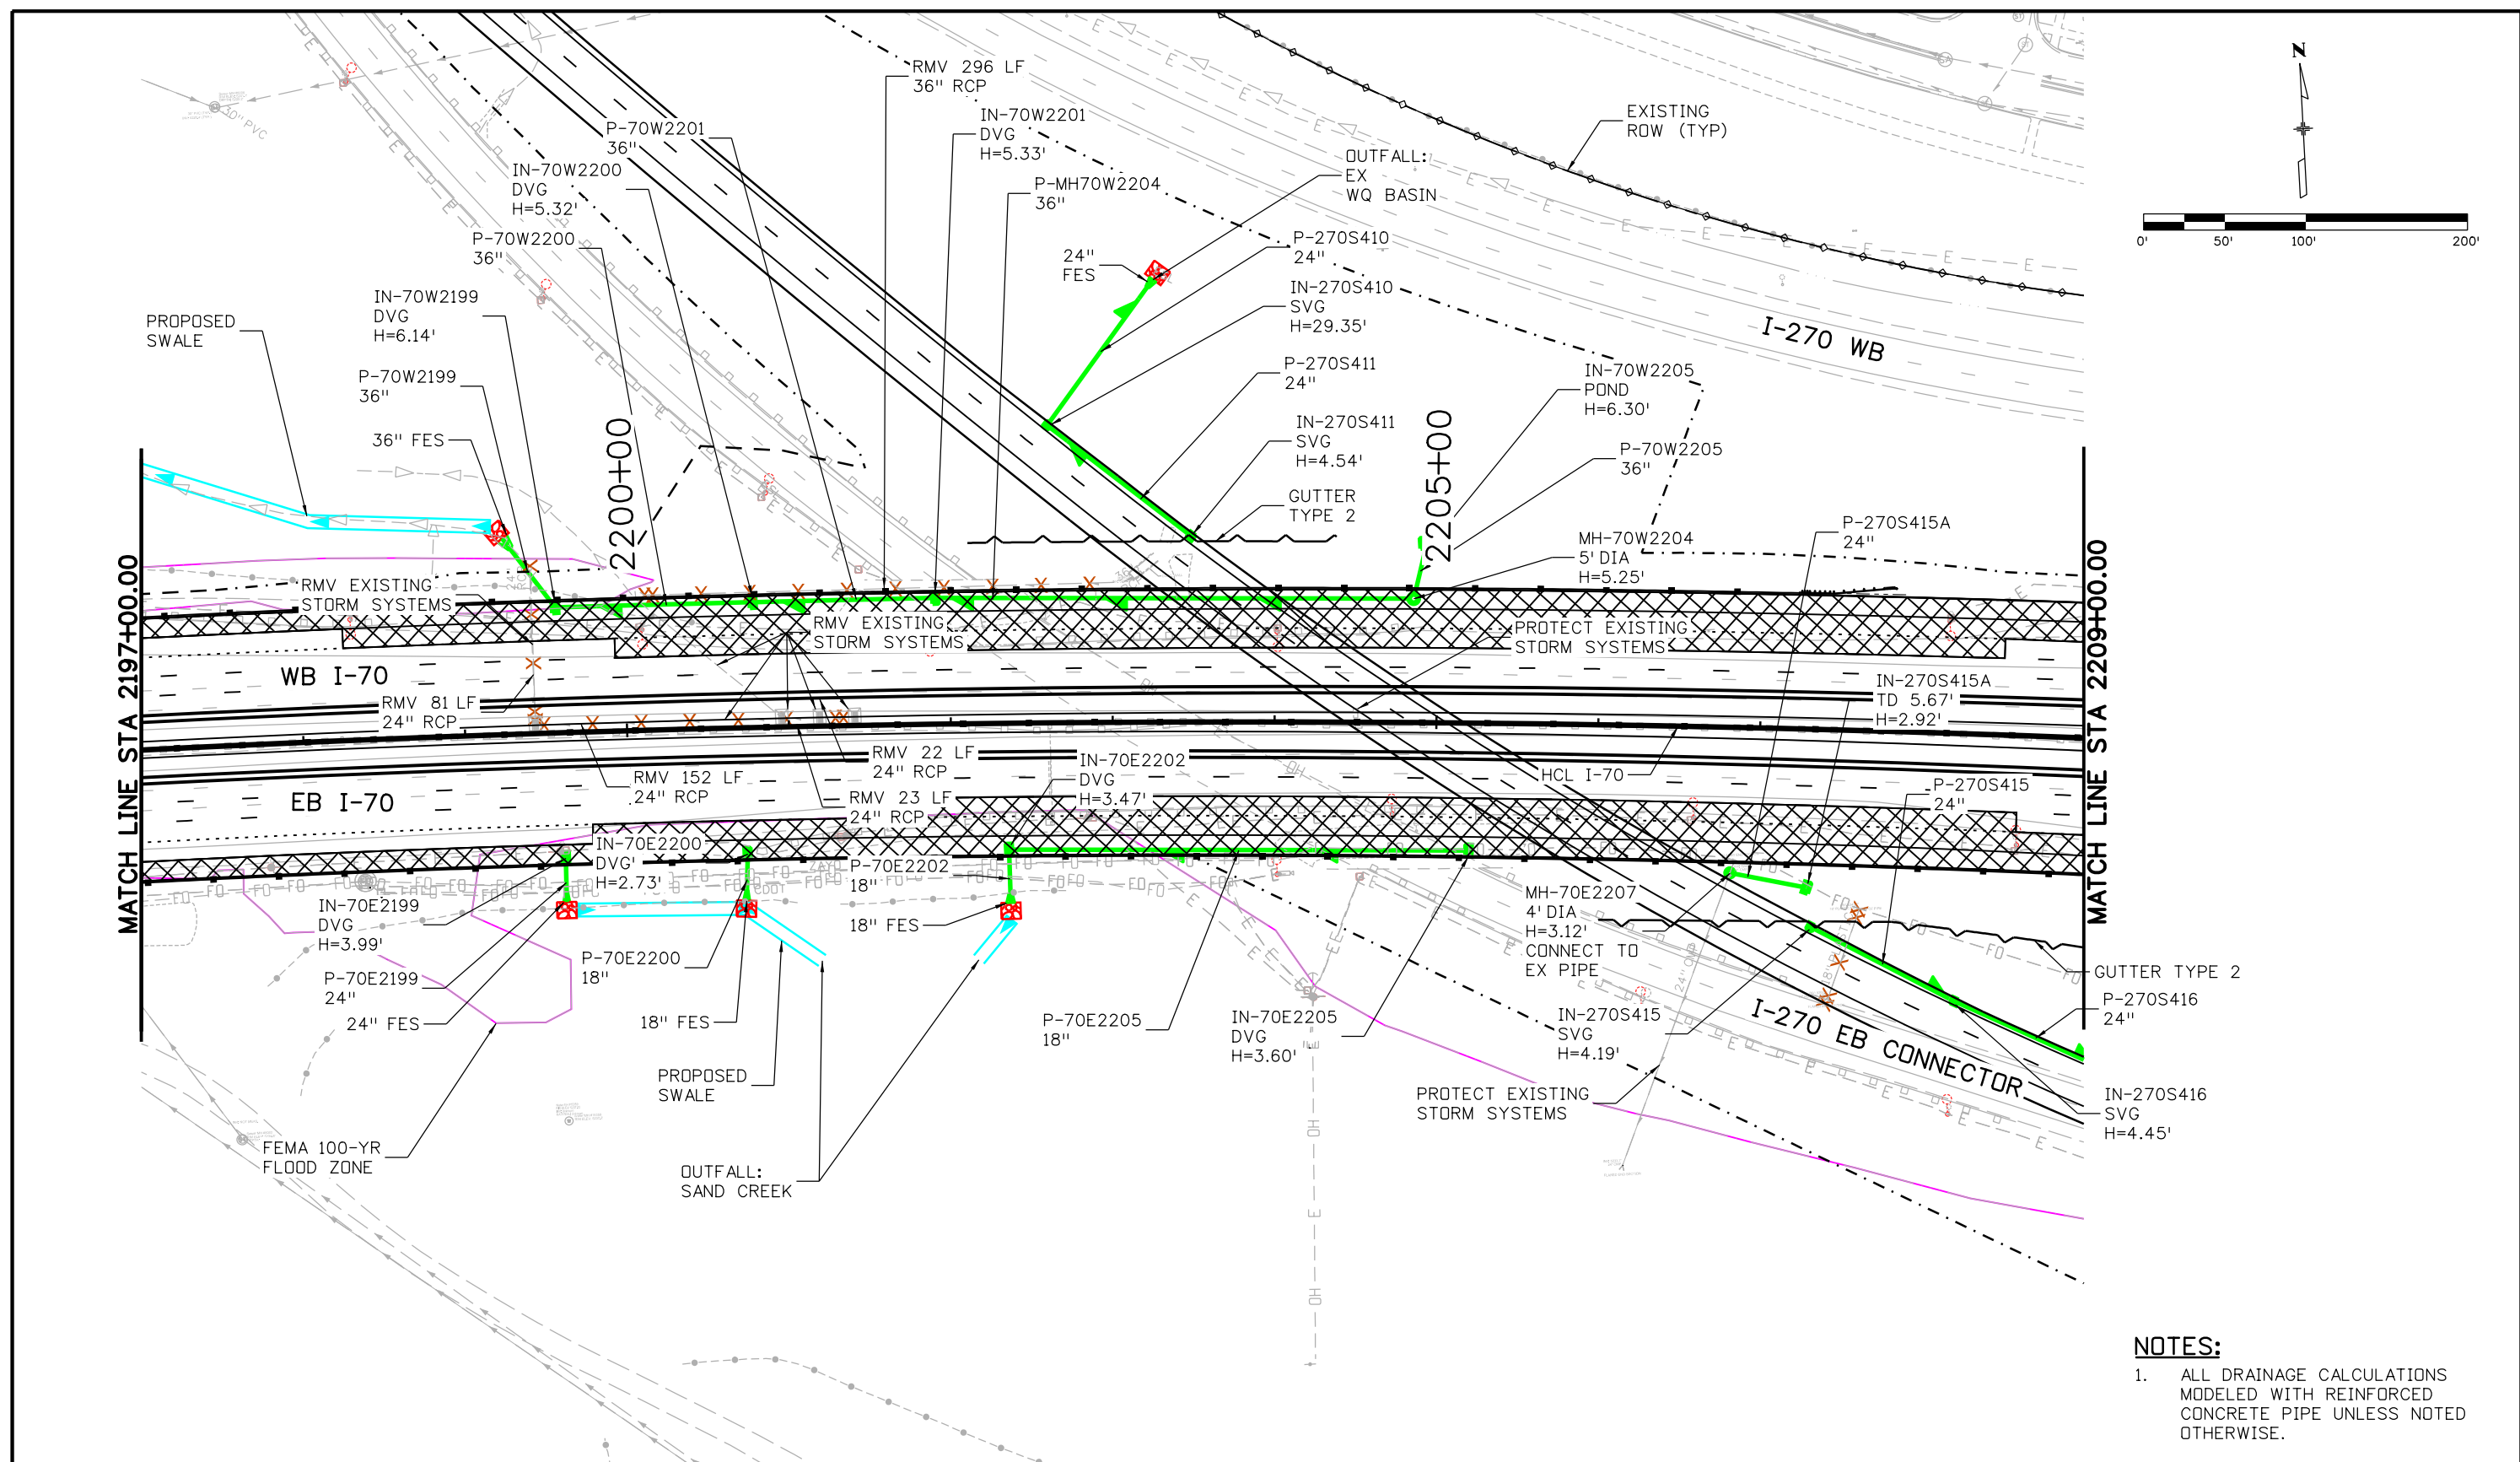 RMV 296 LF
36" RCP
IN-70W2201
DVG
H=5.33'
P-70W2201
36"
IN-70W2200
DVG
H=5.32'
P-MH70W2204
36"
OUTFALL:
EX
WQ BASIN
EXISTING
ROW (TYP)
N
0'
50'
100'
200'
30" PVC
P-70W2200
36"
24"
FES
P-270S410
24"
IN-270S410
SVG
H=29.35'
I-270 WB
IN-70W2199
DVG
H=6.14'
PROPOSED
SWALE
P-70W2199
36"
36" FES
P-270S411
24"
IN-270S411
SVG
H=4.54'
GUTTER
TYPE 2
IN-70W2205
POND
H=6.30'
P-70W2205
36"
2200+00
2205+00
MH-70W2204
5' DIA
H=5.25'
P-270S415A
24"
MATCH LINE STA 2197+00.00
MATCH LINE STA 2209+00.00
RMV EXISTING
STORM SYSTEMS
RMV EXISTING
STORM SYSTEMS
PROTECT EXISTING
STORM SYSTEMS
WB I-70
RMV 81 LF
24" RCP
IN-270S415A
TD 5.67'
H=2.92'
RMV 152 LF
24" RCP
RMV 22 LF
24" RCP
RMV 23 LF
24" RCP
IN-70E2202
DVG
H=3.47'
HCL I-70
P-270S415
24"
EB I-70
IN-70E2200
DVG'
H=2.73'
P-70E2202
18"
18" FES
IN-70E2199
DVG
H=3.99'
P-70E2199
24"
24" FES
P-70E2200
18"
18" FES
MH-70E2207
4' DIA
H=3.12'
CONNECT TO
EX PIPE
GUTTER TYPE 2
P-270S416
24"
P-70E2205
18"
IN-70E2205
DVG
H=3.60'
IN-270S415
SVG
H=4.19'
I-270 EB CONNECTOR
PROPOSED
SWALE
PROTECT EXISTING
STORM SYSTEMS
IN-270S416
SVG
H=4.45'
FEMA 100-YR
FLOOD ZONE
OUTFALL:
SAND CREEK
NOTES:
1. ALL DRAINAGE CALCULATIONS
MODELED WITH REINFORCED
CONCRETE PIPE UNLESS NOTED
OTHERWISE.